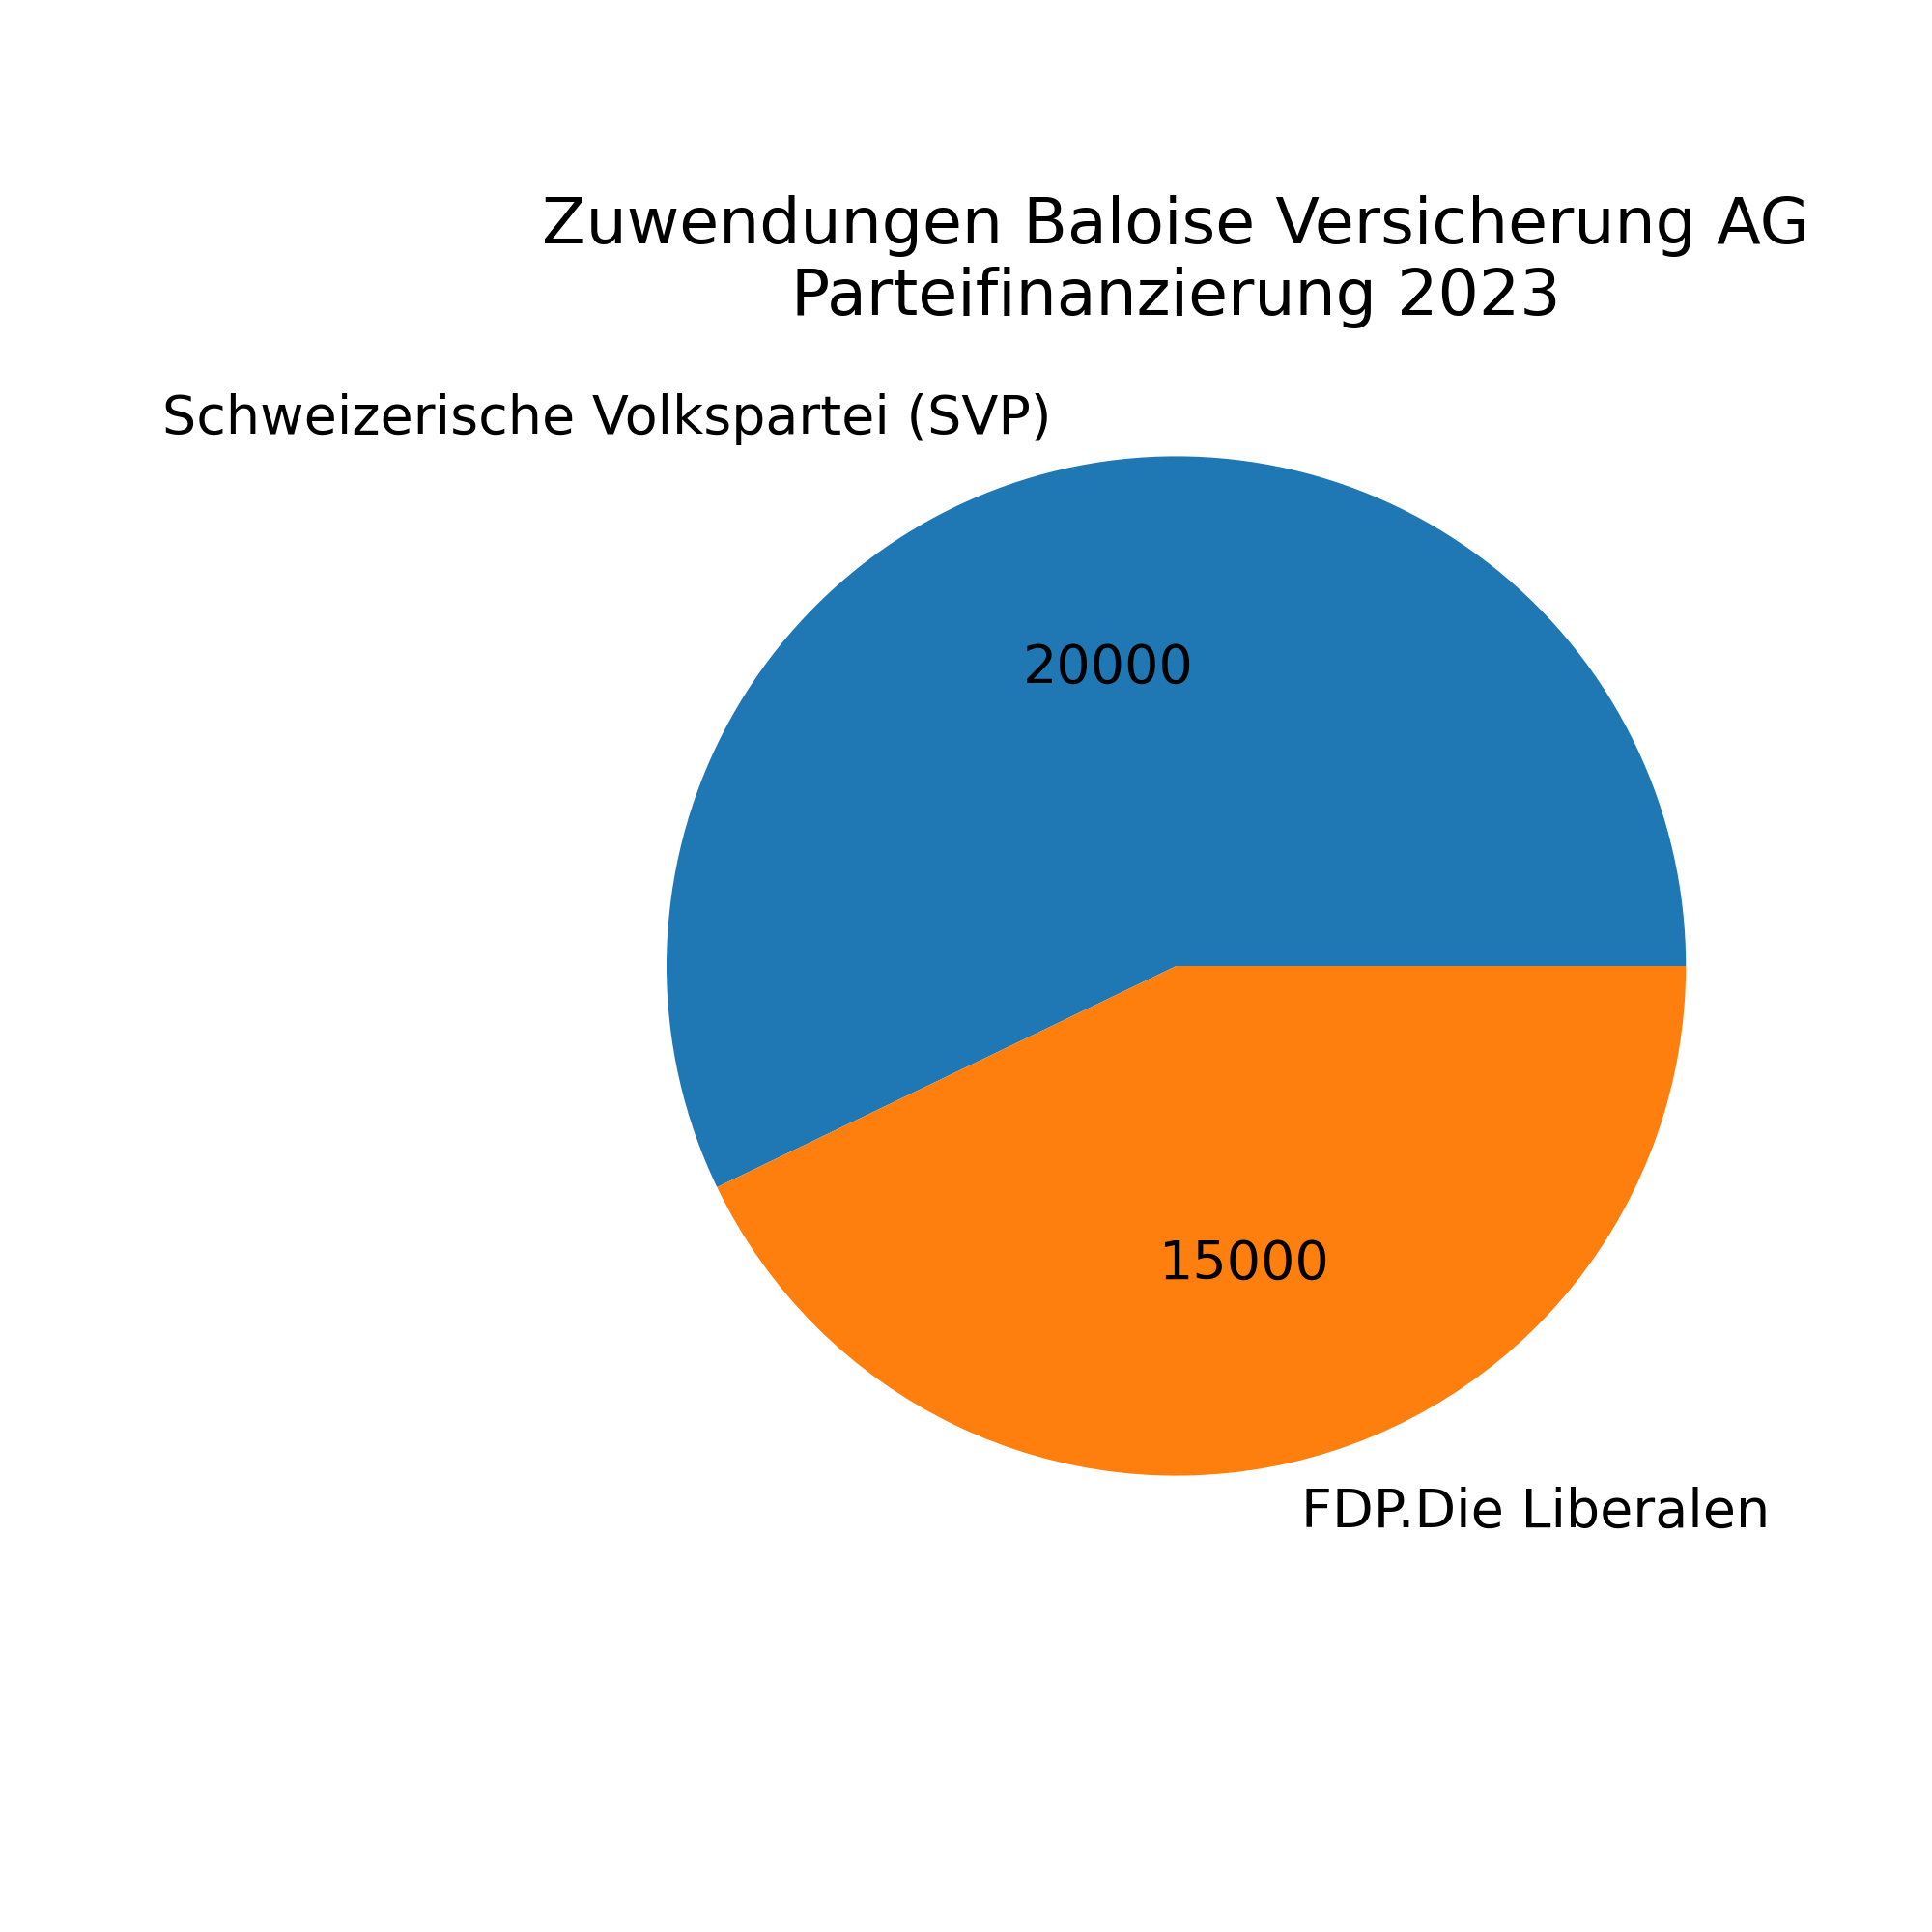 Zuwendungen Baloise Versicherung AG
Parteifinanzierung 2023
Schweizerische Volkspartei (SVP)
20000
15000
FDP.Die Liberalen